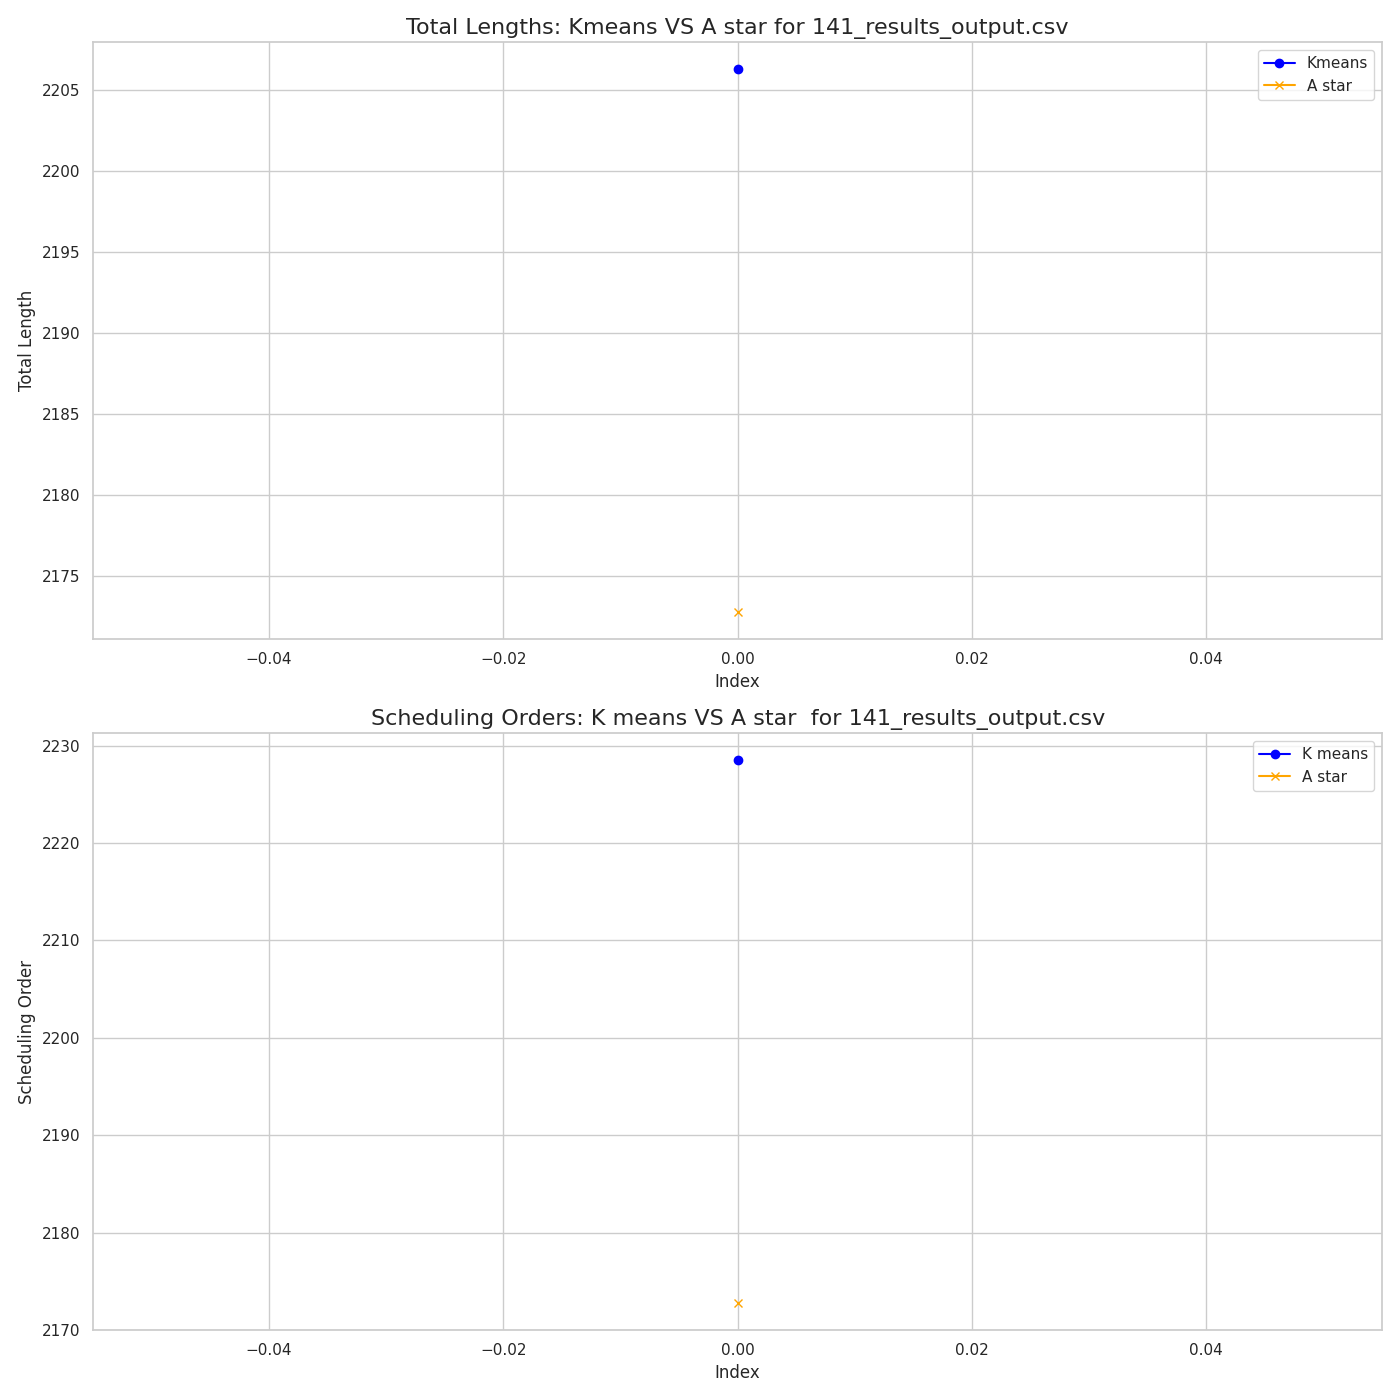 Total Lengths: Kmeans VS A star for 141_results_output.csv
Kmeans
A star
2205
2200
2195
2190
2185
2180
2175
Total Length
−0.04 −0.02 0.00 0.02 0.04
Index
Scheduling Orders: K means VS A star  for 141_results_output.csv
K means
A star
2230
2220
2210
2200
2190
2180
2170
Scheduling Order
−0.04 −0.02 0.00 0.02 0.04
Index